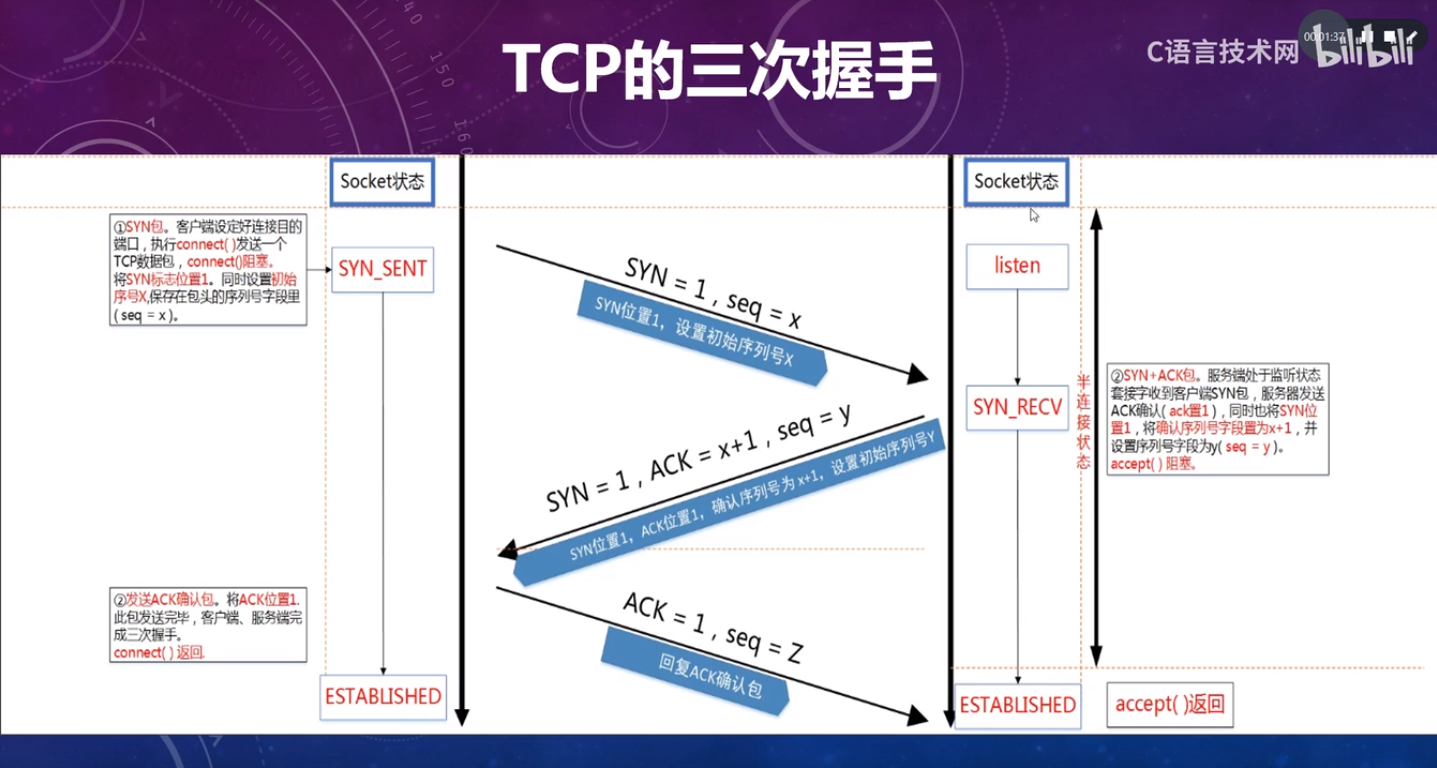 40
150
160
00:01:37
C语言技术网 bilibili
TCP的三次握手
Socket状态
Socket状态
①SYN包。客户端设定好连接目的
端口，执行connect( )发送一个
TCP数据包，connect()阻塞。
将SYN标志位置1。同时设置初始
序号X,保存在包头的序列号字段里
( seq = x )。
SYN_SENT
listen
SYN = 1 , seq = x
SYN位置1，设置初始序列号X
SYN_RECV
半连接状态
②SYN+ACK包。服务端处于监听状态
套接字收到客户端SYN包，服务器发送
ACK确认( ack置1 )，同时也将SYN位
置1，将确认序列号字段置为x+1，并
设置序列号字段为y( seq = y )。
accept( ) 阻塞。
SYN = 1 , ACK = x+1 , seq = y
SYN位置1，ACK位置1，确认序列号为 x+1，设置初始序列号Y
②发送ACK确认包。将ACK位置1.
此包发送完毕，客户端、服务端完
成三次握手。
connect( ) 返回.
ACK = 1 , seq = Z
回复ACK确认包
ESTABLISHED
ESTABLISHED
accept( )返回